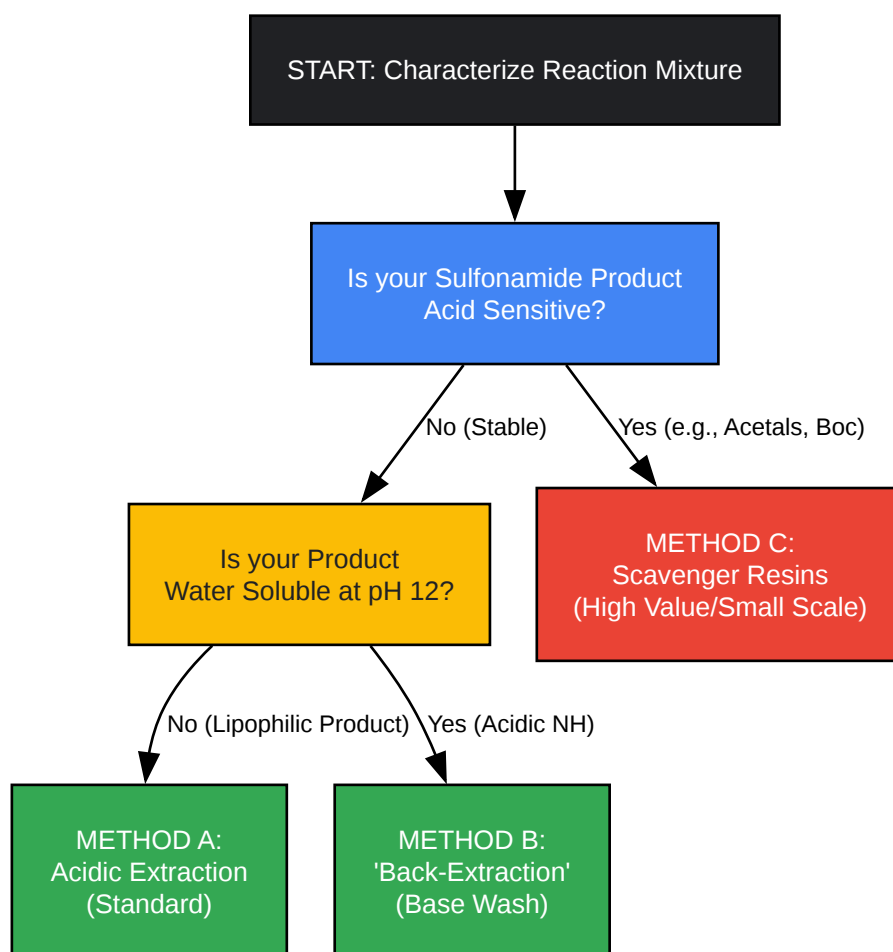 START: Characterize Reaction Mixture
Is your Sulfonamide Product
Acid Sensitive?
No (Stable)
Yes (e.g., Acetals, Boc)
Is your Product
Water Soluble at pH 12?
METHOD C:
Scavenger Resins
(High Value/Small Scale)
No (Lipophilic Product)
Yes (Acidic NH)
METHOD A:
Acidic Extraction
(Standard)
METHOD B:
'Back-Extraction'
(Base Wash)